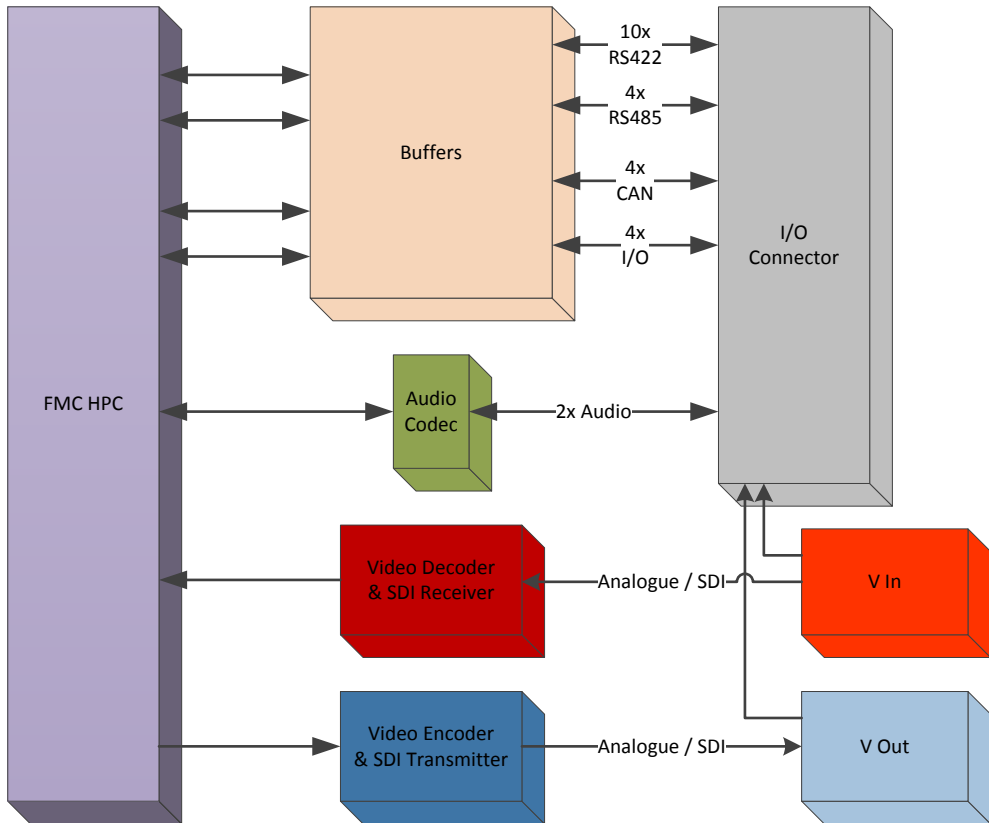 10x
RS422
4x
RS485
Buffers
4x
CAN
4x
I/O
I/O
Connector
FMC HPC
Audio
Codec
2x Audio
Video Decoder
& SDI Receiver
Analogue / SDI
V In
Video Encoder
& SDI Transmitter
Analogue / SDI
V Out